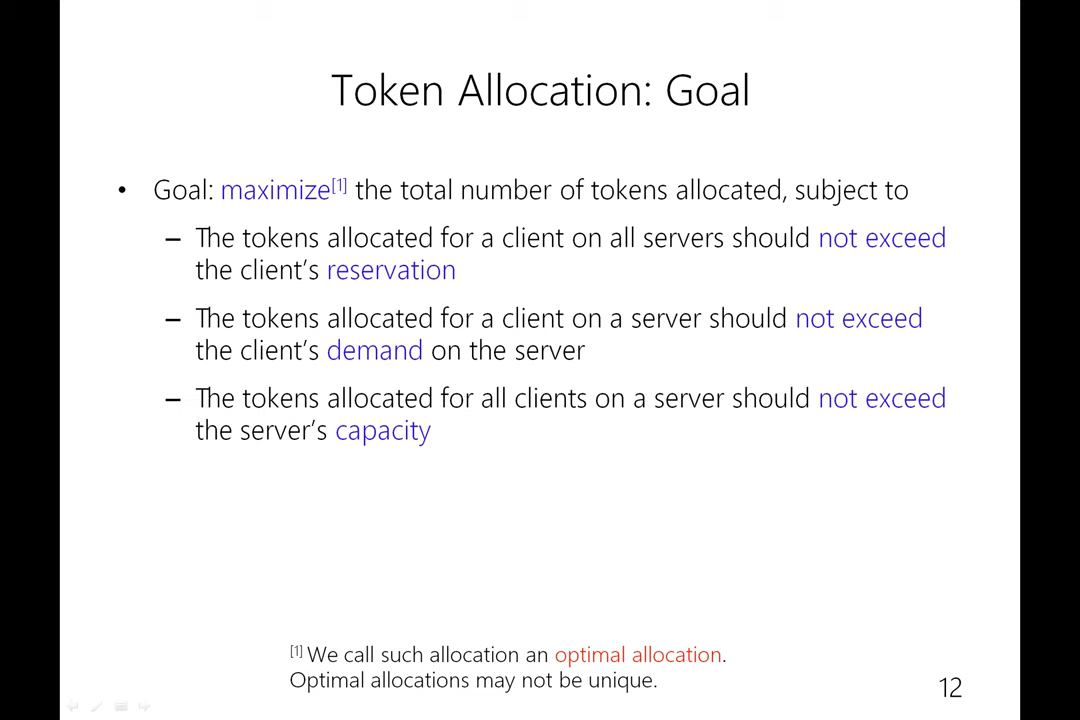 Token Allocation: Goal
• Goal: maximize[1] the total number of tokens allocated, subject to
– The tokens allocated for a client on all servers should not exceed
the client's reservation
– The tokens allocated for a client on a server should not exceed
the client's demand on the server
– The tokens allocated for all clients on a server should not exceed
the server's capacity
[1] We call such allocation an optimal allocation.
Optimal allocations may not be unique.
12